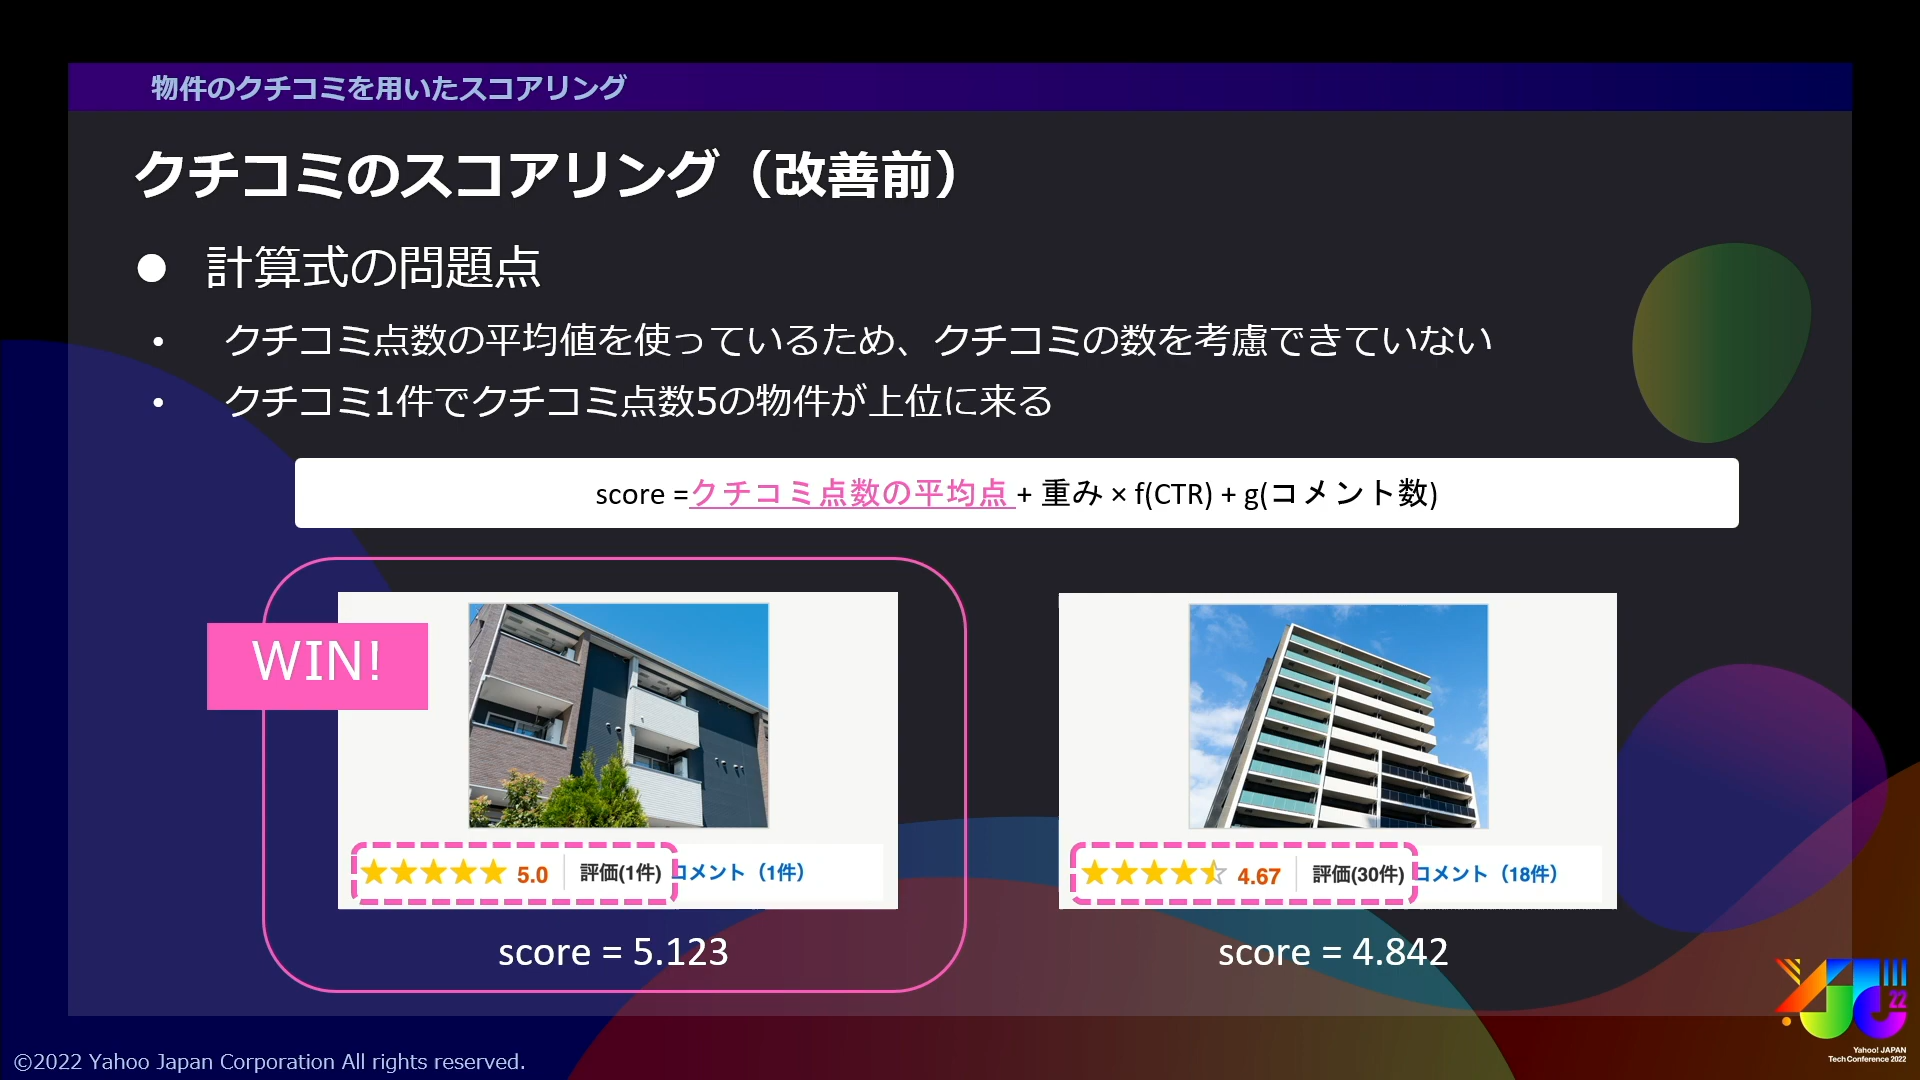 物件のクチコミを用いたスコアリング
クチコミのスコアリング（改善前）
● 計算式の問題点
• クチコミ点数の平均値を使っているため、クチコミの数を考慮できていない
• クチコミ1件でクチコミ点数5の物件が上位に来る
score =クチコミ点数の平均点 + 重み × f(CTR) + g(コメント数)
WIN!
★★★★★ 5.0 評価(1件) コメント（1件）
4.67 評価(30件) コメント（18件）
score = 5.123
score = 4.842
22
Yahoo! JAPAN
Tech Conference 2022
©2022 Yahoo Japan Corporation All rights reserved.